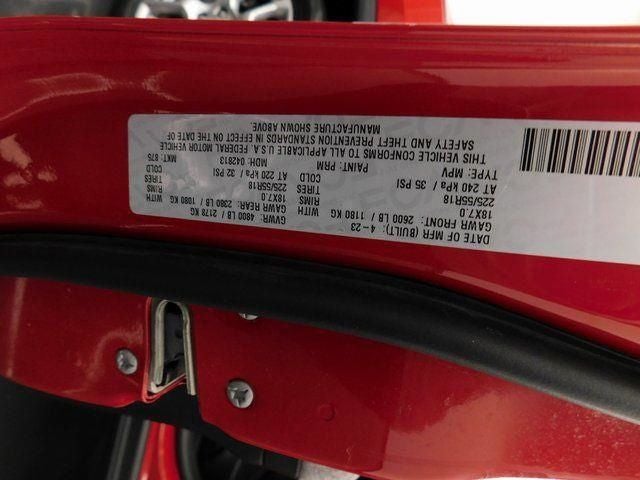 DATE OF MFR (BUILT): 4-23 GVWR: 4800 LB / 2178 KG
GAWR FRONT: 2600 LB / 1180 KG WITH GAWR REAR: 2380 LB / 1080 KG WITH
18X7.0 RIMS 18X7.0 RIMS
225/55R18 TIRES 225/55R18 TIRES
AT 240 kPa / 35 PSI COLD AT 220 kPa / 32 PSI COLD
TYPE: MPV PAINT: PRM MDH: 042813 MKT: 875
THIS VEHICLE CONFORMS TO ALL APPLICABLE U.S.A. FEDERAL MOTOR VEHICLE
SAFETY AND THEFT PREVENTION STANDARDS IN EFFECT ON THE DATE OF
MANUFACTURE SHOWN ABOVE